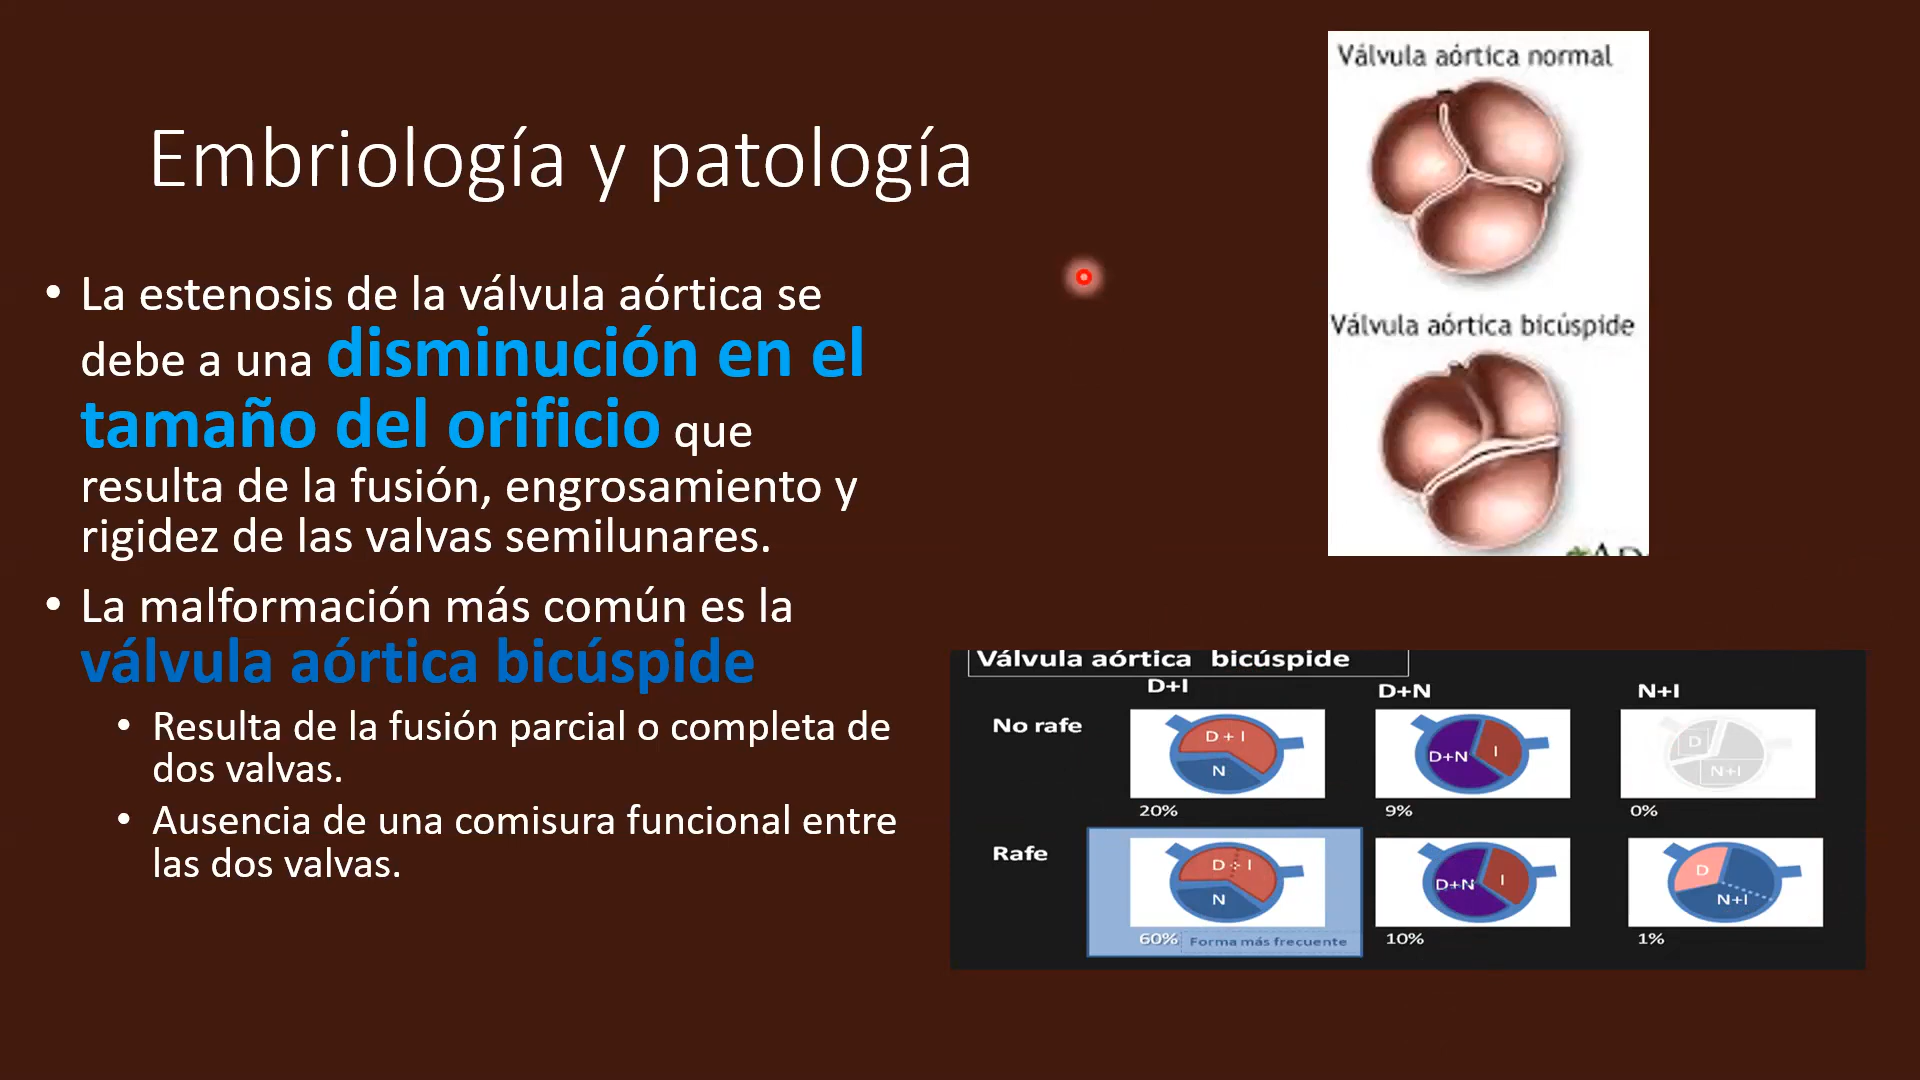 Embriología y patología
• La estenosis de la válvula aórtica se
debe a una disminución en el
tamaño del orificio que
resulta de la fusión, engrosamiento y
rigidez de las valvas semilunares.
• La malformación más común es la
válvula aórtica bicúspide
• Resulta de la fusión parcial o completa de
dos valvas.
• Ausencia de una comisura funcional entre
las dos valvas.
Válvula aórtica normal
Válvula aórtica bicúspide
Válvula aórtica bicúspide
D+I D+N N+I
No rafe
D + I
N
D+N I
D
N+I
20% 9% 0%
Rafe
D + I
N
D+N I
D
N+I
60% Forma más frecuente 10% 1%